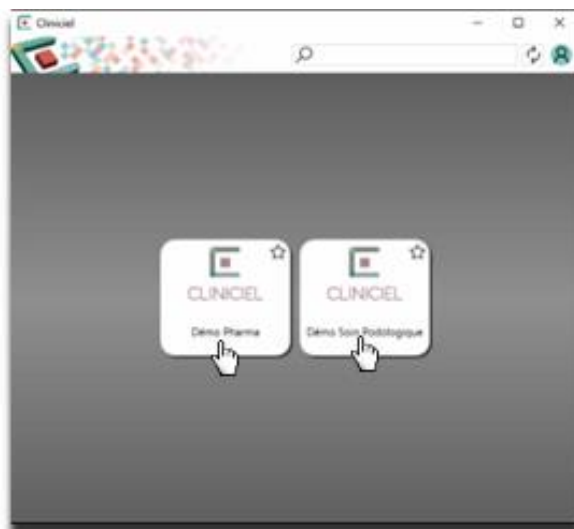 Cliniciel
CLINICIEL
Démo Pharma
CLINICIEL
Démo Soin Podologique